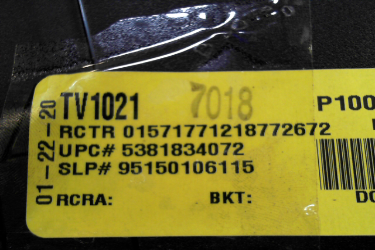 01-22-20
TV1021 7018 P100
RCTR 01571771218772672
UPC# 5381834072
SLP# 95150106115
RCRA: BKT: